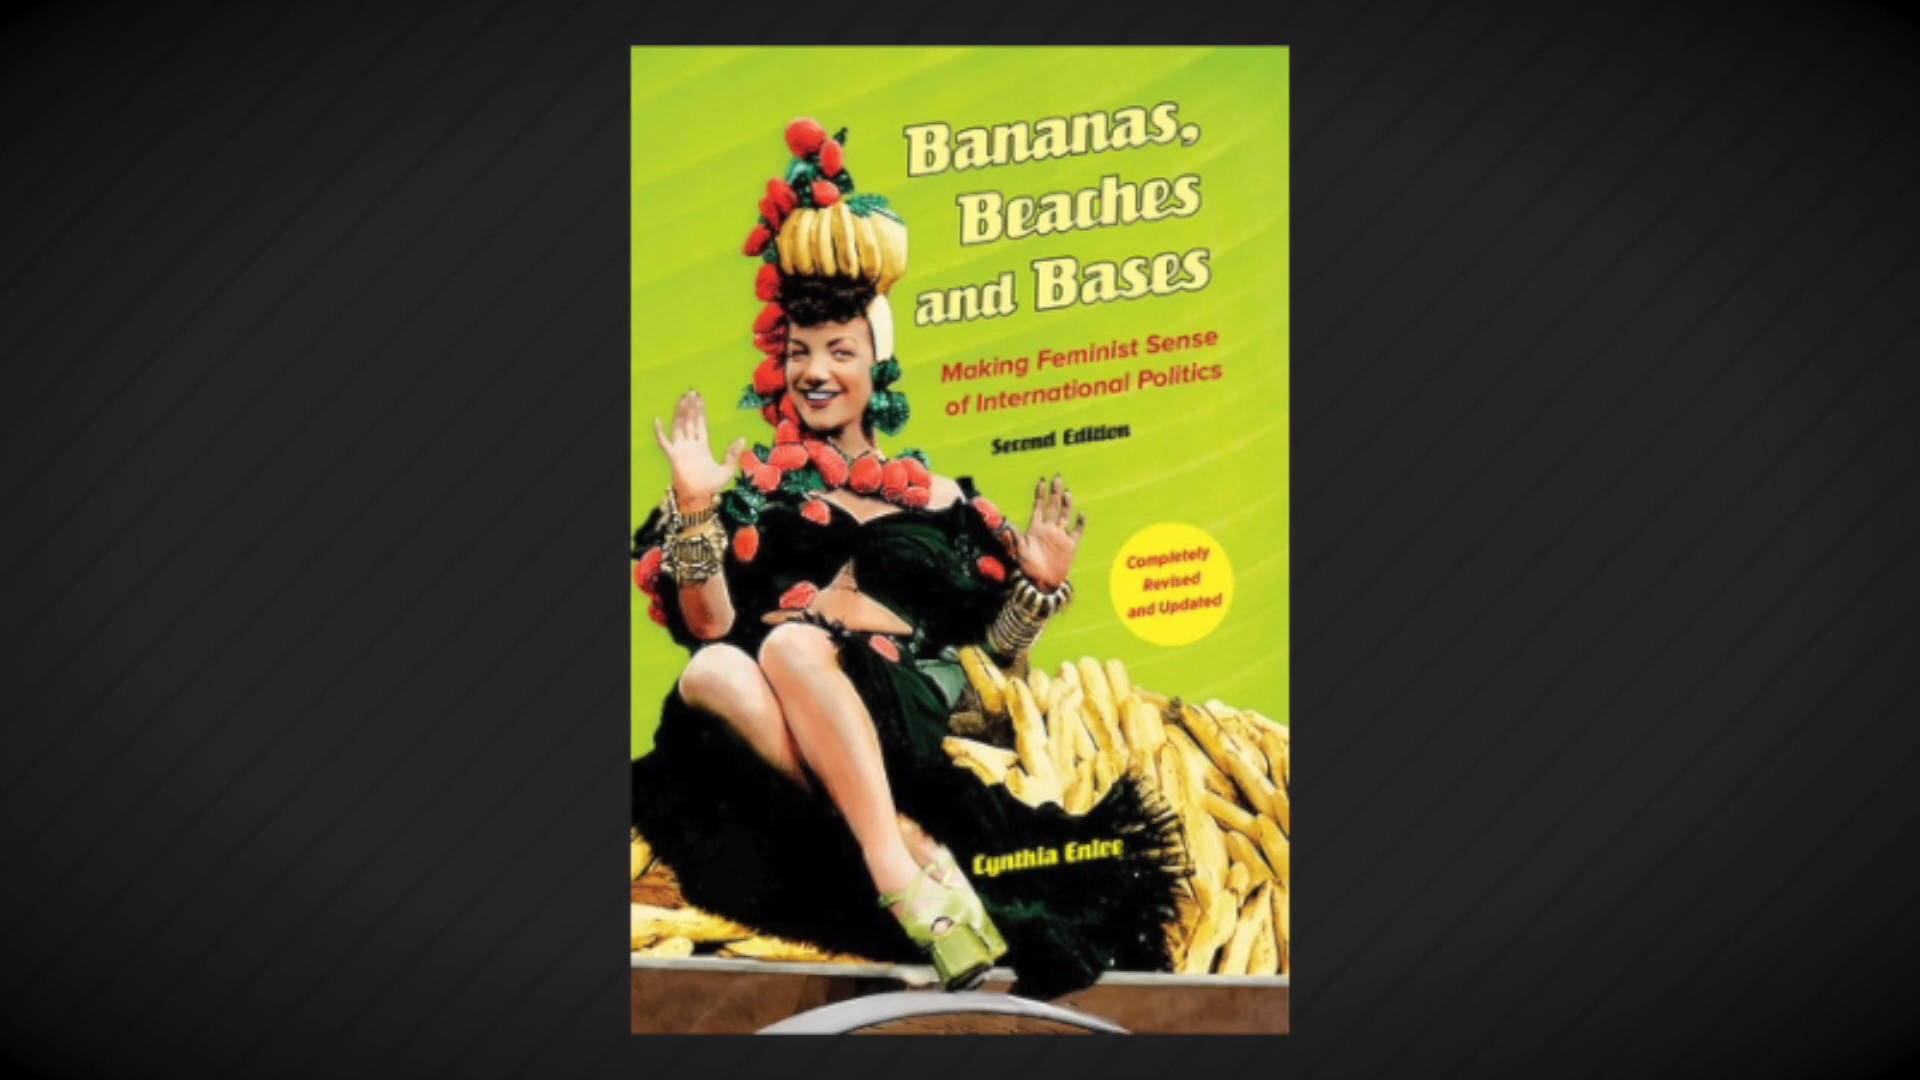 Bananas,
Beaches
and Bases
Making Feminist Sense
of International Politics
Second Edition
Completely
Revised
and Updated
Cynthia Enloe